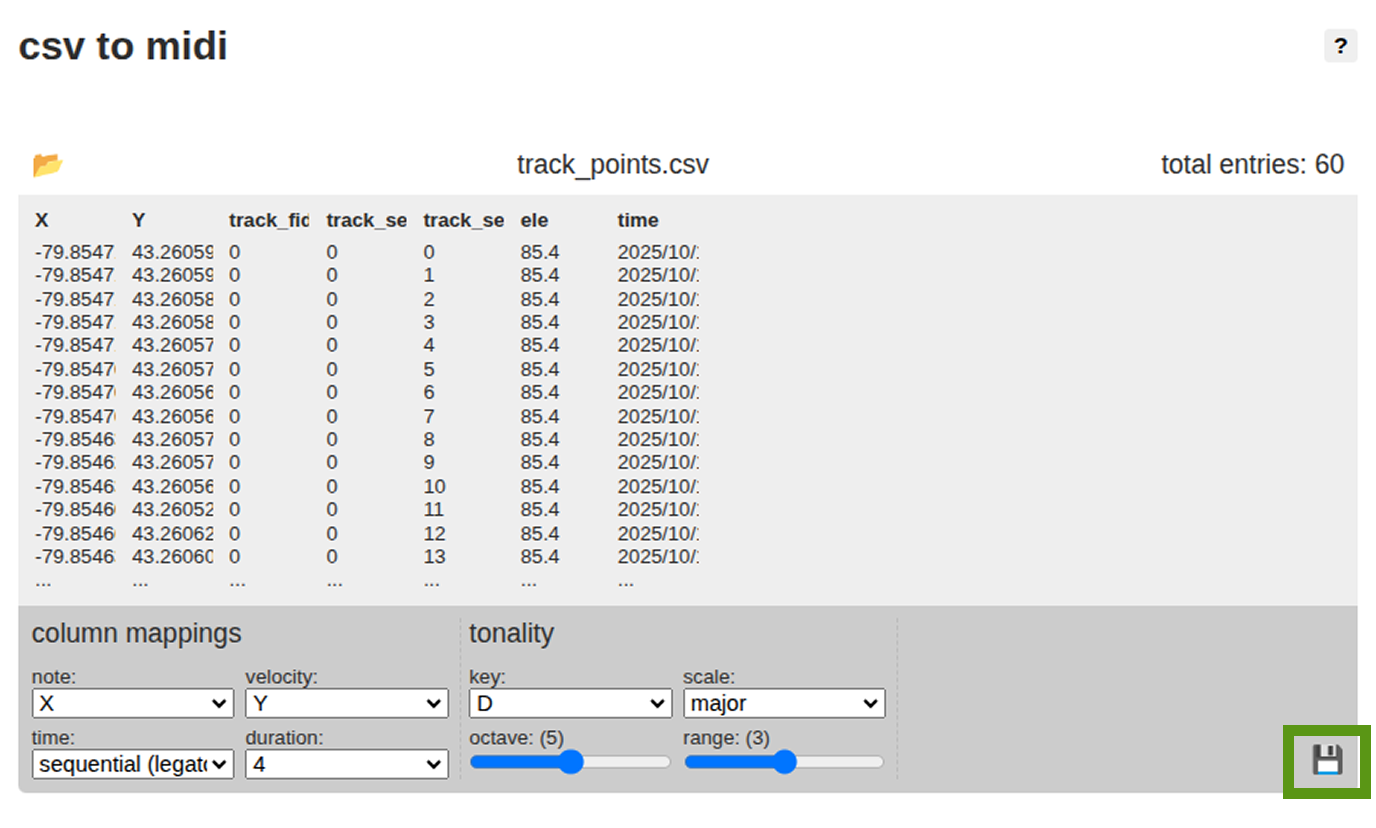 csv to midi
?
track_points.csv
total entries: 60
X Y track_fid track_se track_se ele time
-79.8547 43.26059 0 0 0 85.4 2025/10/
-79.8547 43.26059 0 0 1 85.4 2025/10/
-79.8547 43.26058 0 0 2 85.4 2025/10/
-79.8547 43.26058 0 0 3 85.4 2025/10/
-79.8547 43.26057 0 0 4 85.4 2025/10/
-79.8547 43.26057 0 0 5 85.4 2025/10/
-79.8547 43.26056 0 0 6 85.4 2025/10/
-79.8547 43.26056 0 0 7 85.4 2025/10/
-79.8546 43.26057 0 0 8 85.4 2025/10/
-79.8546 43.26057 0 0 9 85.4 2025/10/
-79.8546 43.26056 0 0 10 85.4 2025/10/
-79.8546 43.26052 0 0 11 85.4 2025/10/
-79.8546 43.26062 0 0 12 85.4 2025/10/
-79.8546 43.26060 0 0 13 85.4 2025/10/
... ... ... ... ... ... ...
column mappings
note: velocity:
X Y
time: duration:
sequential (legato 4
tonality
key: scale:
D major
octave: (5) range: (3)